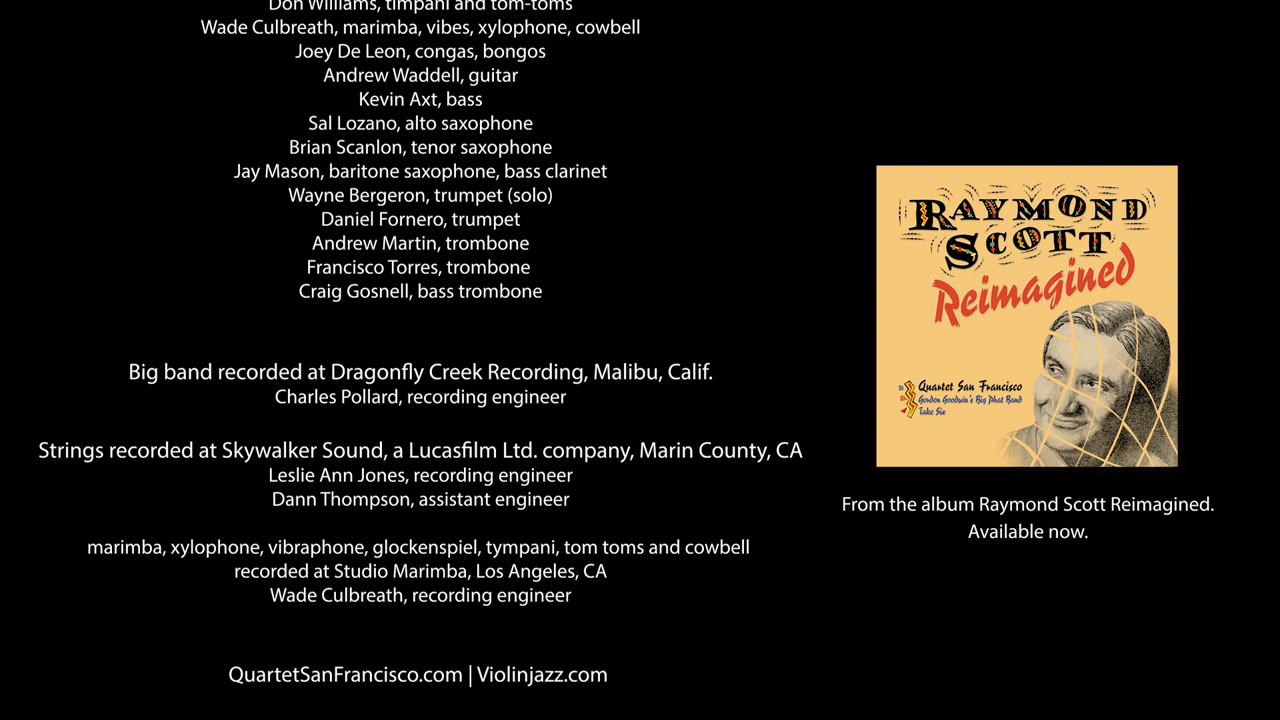 Don Williams, timpani and tom-toms
Wade Culbreath, marimba, vibes, xylophone, cowbell
Joey De Leon, congas, bongos
Andrew Waddell, guitar
Kevin Axt, bass
Sal Lozano, alto saxophone
Brian Scanlon, tenor saxophone
Jay Mason, baritone saxophone, bass clarinet
Wayne Bergeron, trumpet (solo)
Daniel Fornero, trumpet
Andrew Martin, trombone
Francisco Torres, trombone
Craig Gosnell, bass trombone
Big band recorded at Dragonfly Creek Recording, Malibu, Calif.
Charles Pollard, recording engineer
Strings recorded at Skywalker Sound, a Lucasfilm Ltd. company, Marin County, CA
Leslie Ann Jones, recording engineer
Dann Thompson, assistant engineer
marimba, xylophone, vibraphone, glockenspiel, tympani, tom toms and cowbell
recorded at Studio Marimba, Los Angeles, CA
Wade Culbreath, recording engineer
QuartetSanFrancisco.com | Violinjazz.com
RAYMOND
SCOTT
Reimagined
Quartet San Francisco
Gordon Goodwin's Big Phat Band
Take Six
From the album Raymond Scott Reimagined.
Available now.